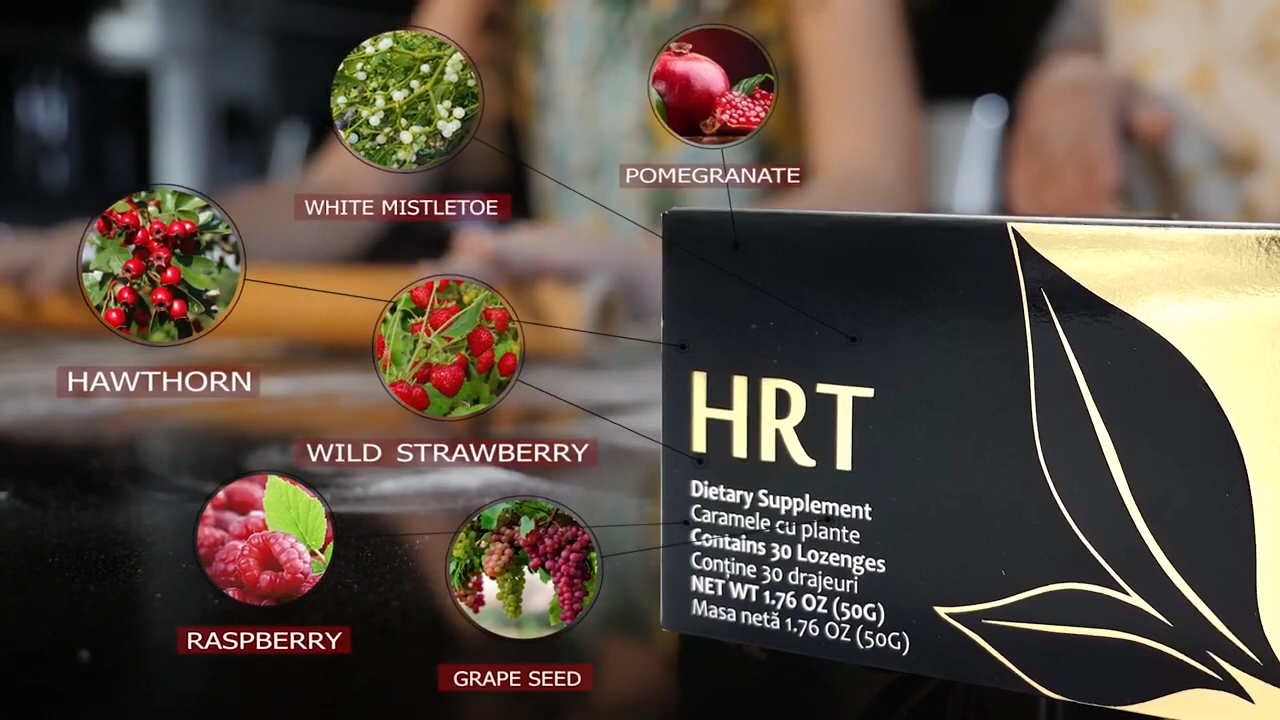 POMEGRANATE
WHITE MISTLETOE
HAWTHORN
WILD STRAWBERRY
RASPBERRY
GRAPE SEED
HRT
Dietary Supplement
Caramele cu plante
Contains 30 Lozenges
Conține 30 drajeuri
NET WT 1.76 OZ (50G)
Masa netă 1.76 OZ (50G)